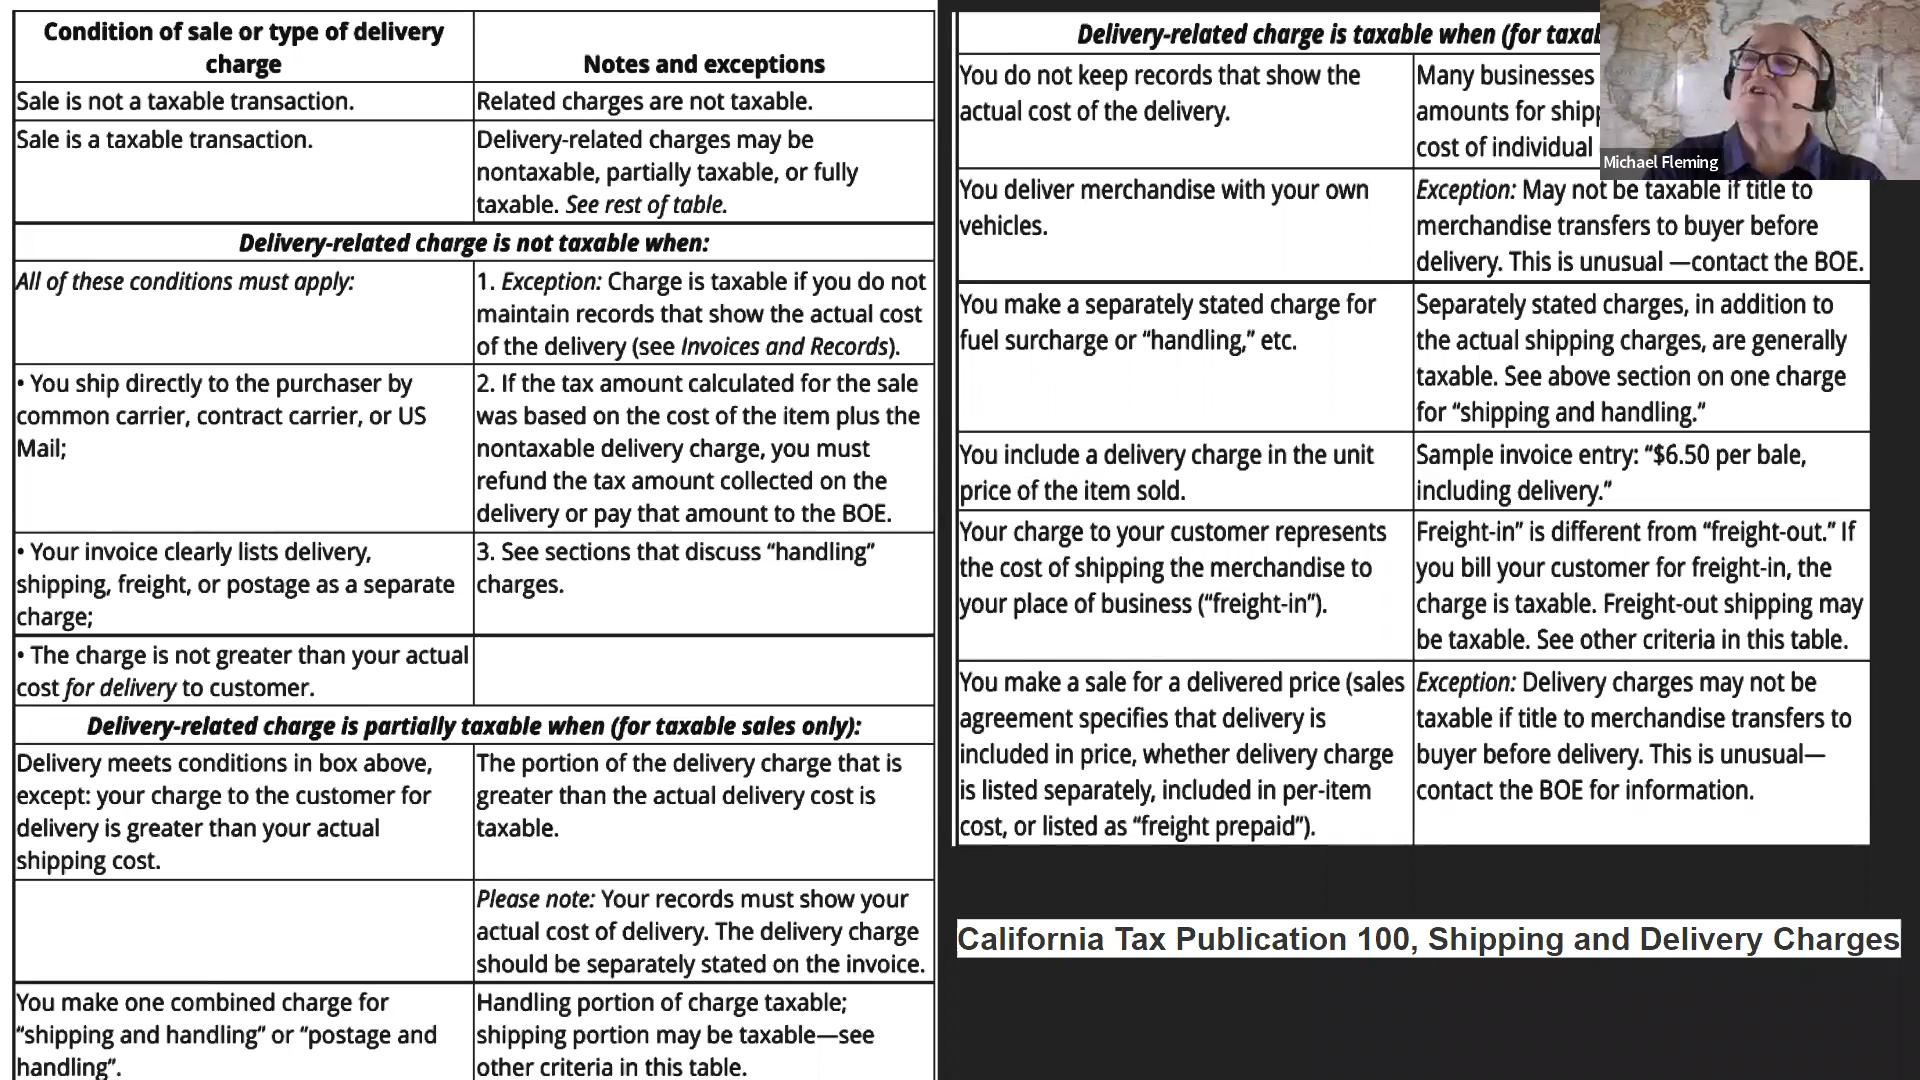 Condition of sale or type of delivery
charge
Notes and exceptions
Sale is not a taxable transaction.
Related charges are not taxable.
Sale is a taxable transaction.
Delivery-related charges may be
nontaxable, partially taxable, or fully
taxable. See rest of table.
Delivery-related charge is not taxable when:
All of these conditions must apply:
1. Exception: Charge is taxable if you do not
maintain records that show the actual cost
of the delivery (see Invoices and Records).
• You ship directly to the purchaser by
common carrier, contract carrier, or US
Mail;
2. If the tax amount calculated for the sale
was based on the cost of the item plus the
nontaxable delivery charge, you must
refund the tax amount collected on the
delivery or pay that amount to the BOE.
• Your invoice clearly lists delivery,
shipping, freight, or postage as a separate
charge;
3. See sections that discuss “handling”
charges.
• The charge is not greater than your actual
cost for delivery to customer.
Delivery-related charge is partially taxable when (for taxable sales only):
Delivery meets conditions in box above,
except: your charge to the customer for
delivery is greater than your actual
shipping cost.
The portion of the delivery charge that is
greater than the actual delivery cost is
taxable.
Please note: Your records must show your
actual cost of delivery. The delivery charge
should be separately stated on the invoice.
You make one combined charge for
“shipping and handling” or “postage and
handling”.
Handling portion of charge taxable;
shipping portion may be taxable—see
other criteria in this table.
Delivery-related charge is taxable when (for
You do not keep records that show the
actual cost of the delivery.
Many businesses
amounts for
cost of individual
Michael Fleming
You deliver merchandise with your own
vehicles.
Exception: May not be taxable if title to
merchandise transfers to buyer before
delivery. This is unusual —contact the BOE.
You make a separately stated charge for
fuel surcharge or “handling,” etc.
Separately stated charges, in addition to
the actual shipping charges, are generally
taxable. See above section on one charge
for “shipping and handling.”
You include a delivery charge in the unit
price of the item sold.
Sample invoice entry: “$6.50 per bale,
including delivery.”
Your charge to your customer represents
the cost of shipping the merchandise to
your place of business (“freight-in”).
Freight-in” is different from “freight-out.” If
you bill your customer for freight-in, the
charge is taxable. Freight-out shipping may
be taxable. See other criteria in this table.
You make a sale for a delivered price (sales
agreement specifies that delivery is
included in price, whether delivery charge
is listed separately, included in per-item
cost, or listed as “freight prepaid”).
Exception: Delivery charges may not be
taxable if title to merchandise transfers to
buyer before delivery. This is unusual—
contact the BOE for information.
California Tax Publication 100, Shipping and Delivery Charges